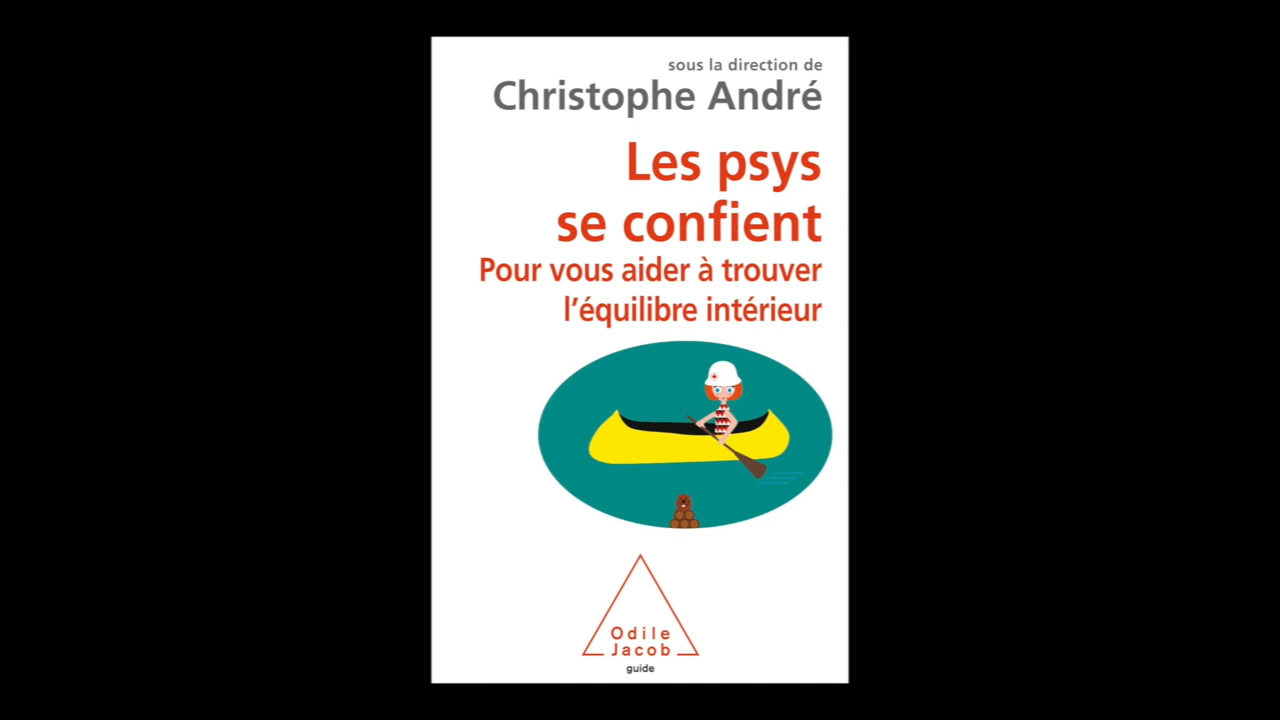 sous la direction de
Christophe André
Les psys
se confient
Pour vous aider à trouver
l’équilibre intérieur
Odile
Jacob
guide